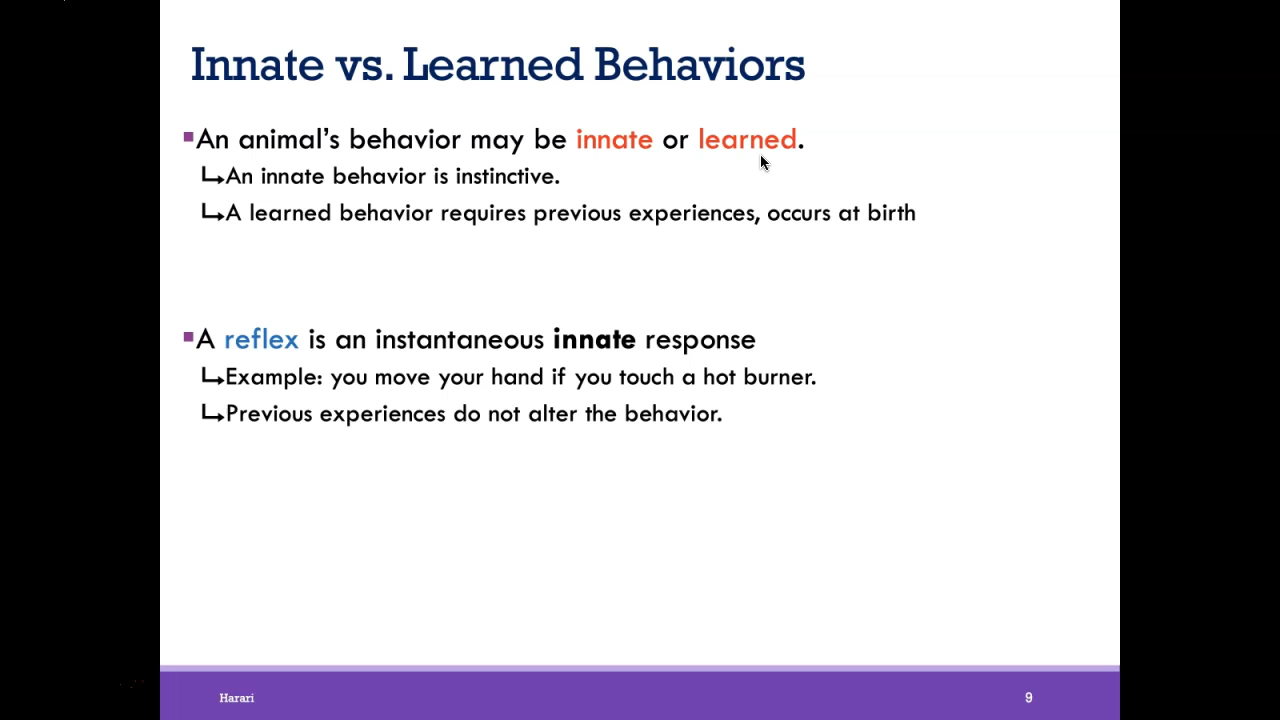 Innate vs. Learned Behaviors
▪An animal’s behavior may be innate or learned.
↳An innate behavior is instinctive.
↳A learned behavior requires previous experiences, occurs at birth
▪A reflex is an instantaneous innate response
↳Example: you move your hand if you touch a hot burner.
↳Previous experiences do not alter the behavior.
Harari
9